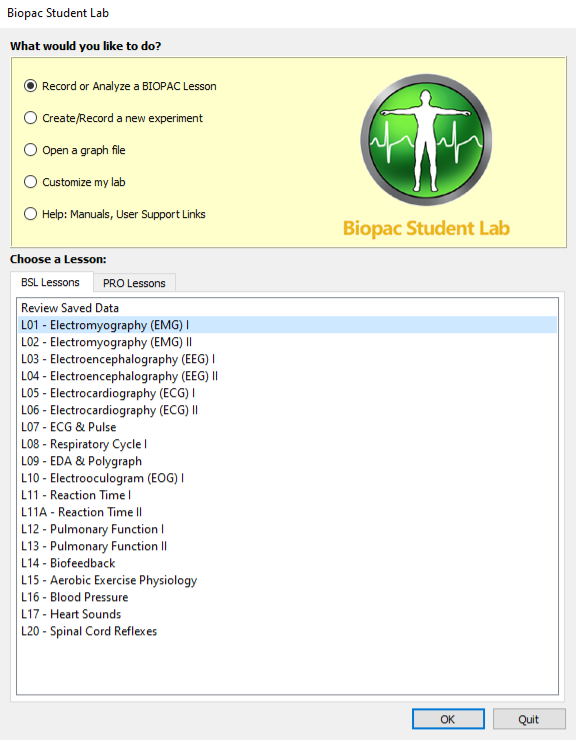 Biopac Student Lab
What would you like to do?
Record or Analyze a BIOPAC Lesson
Create/Record a new experiment
Open a graph file
Customize my lab
Help: Manuals, User Support Links
Biopac Student Lab
Choose a Lesson:
BSL Lessons PRO Lessons
Review Saved Data
L01 - Electromyography (EMG) I
L02 - Electromyography (EMG) II
L03 - Electroencephalography (EEG) I
L04 - Electroencephalography (EEG) II
L05 - Electrocardiography (ECG) I
L06 - Electrocardiography (ECG) II
L07 - ECG & Pulse
L08 - Respiratory Cycle I
L09 - EDA & Polygraph
L10 - Electrooculogram (EOG) I
L11 - Reaction Time I
L11A - Reaction Time II
L12 - Pulmonary Function I
L13 - Pulmonary Function II
L14 - Biofeedback
L15 - Aerobic Exercise Physiology
L16 - Blood Pressure
L17 - Heart Sounds
L20 - Spinal Cord Reflexes
OK Quit